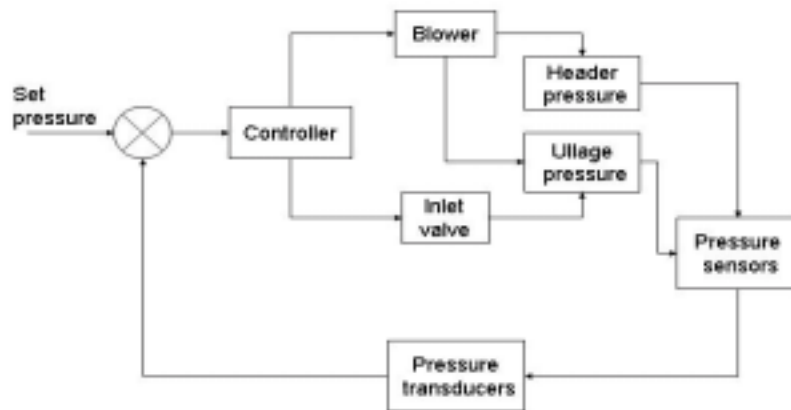 Blower
Header
pressure
Set
pressure
Controller
Ullage
pressure
Inlet
valve
Pressure
sensors
Pressure
transducers